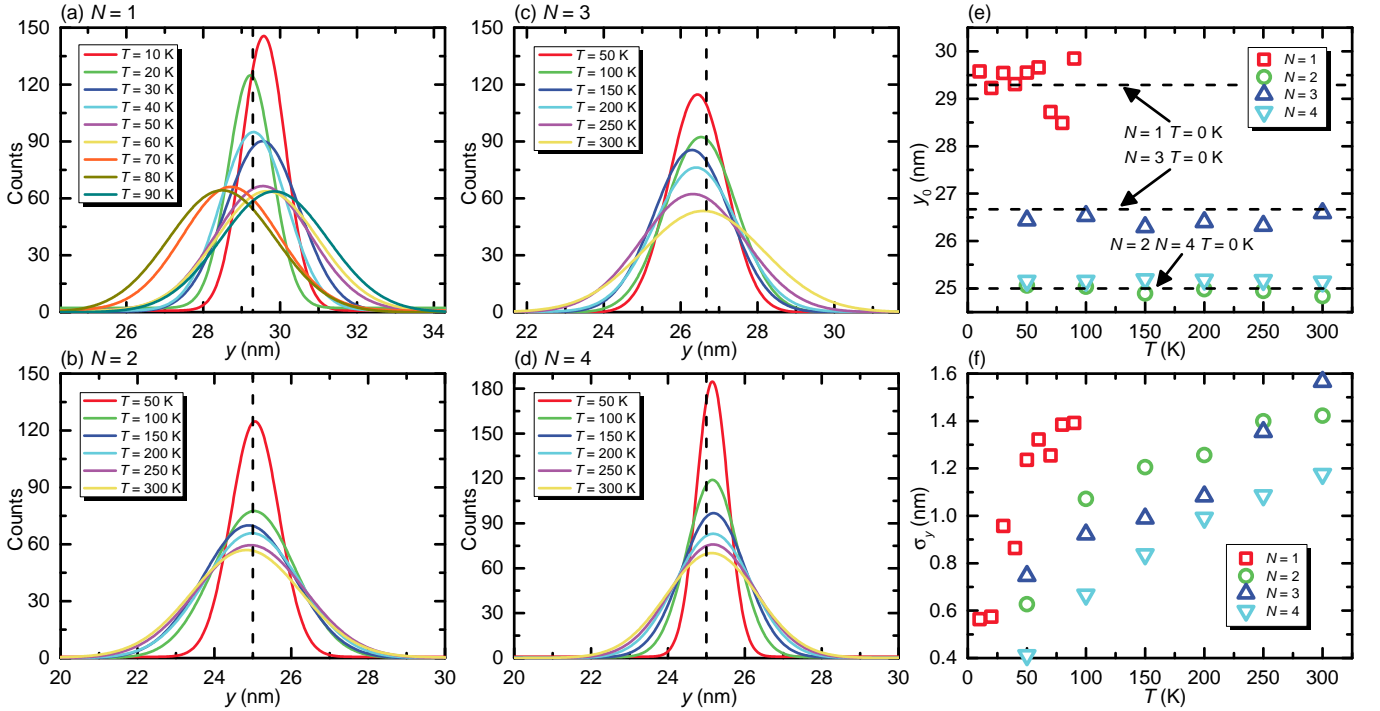 (a) N = 1
150
120
90
60
30
0
Counts
26
28
30
32
34
y (nm)
T = 10 K
T = 20 K
T = 30 K
T = 40 K
T = 50 K
T = 60 K
T = 70 K
T = 80 K
T = 90 K
(b) N = 2
150
120
90
60
30
0
Counts
20
22
24
26
28
30
y (nm)
T = 50 K
T = 100 K
T = 150 K
T = 200 K
T = 250 K
T = 300 K
(c) N = 3
150
120
90
60
30
0
Counts
22
24
26
28
30
y (nm)
T = 50 K
T = 100 K
T = 150 K
T = 200 K
T = 250 K
T = 300 K
(d) N = 4
180
150
120
90
60
30
0
Counts
20
22
24
26
28
30
y (nm)
T = 50 K
T = 100 K
T = 150 K
T = 200 K
T = 250 K
T = 300 K
(e)
30
29
28
27
26
25
y₀ (nm)
50
100
150
200
250
300
T (K)
N = 1
N = 2
N = 3
N = 4
N=1 T=0 K
N=3 T=0 K
N=2 N=4 T=0 K
(f)
1.6
1.4
1.2
1.0
0.8
0.6
0.4
σy (nm)
50
100
150
200
250
300
T (K)
N = 1
N = 2
N = 3
N = 4